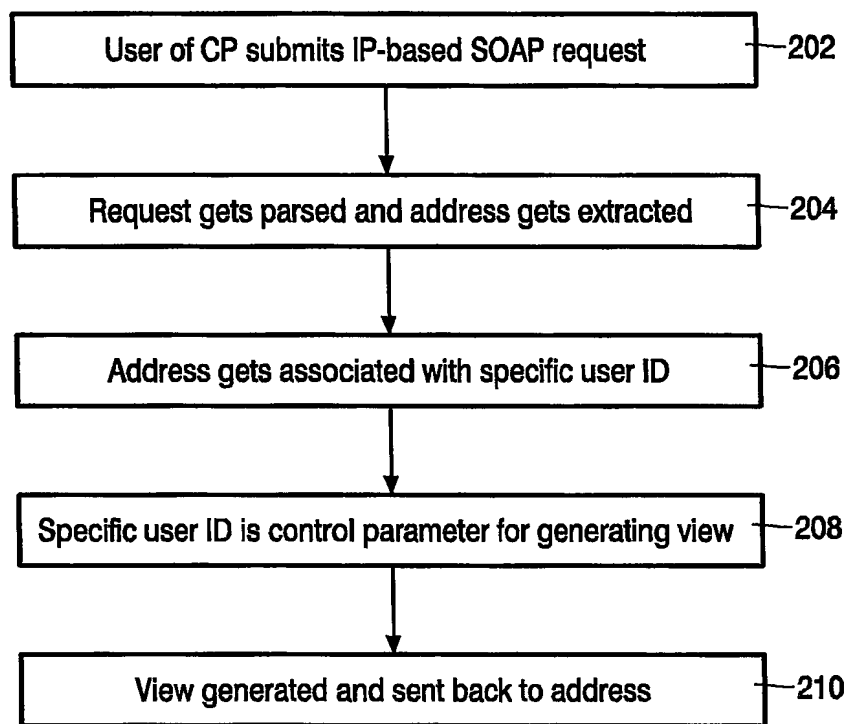 User of CP submits IP-based SOAP request 202
Request gets parsed and address gets extracted 204
Address gets associated with specific user ID 206
Specific user ID is control parameter for generating view 208
View generated and sent back to address 210